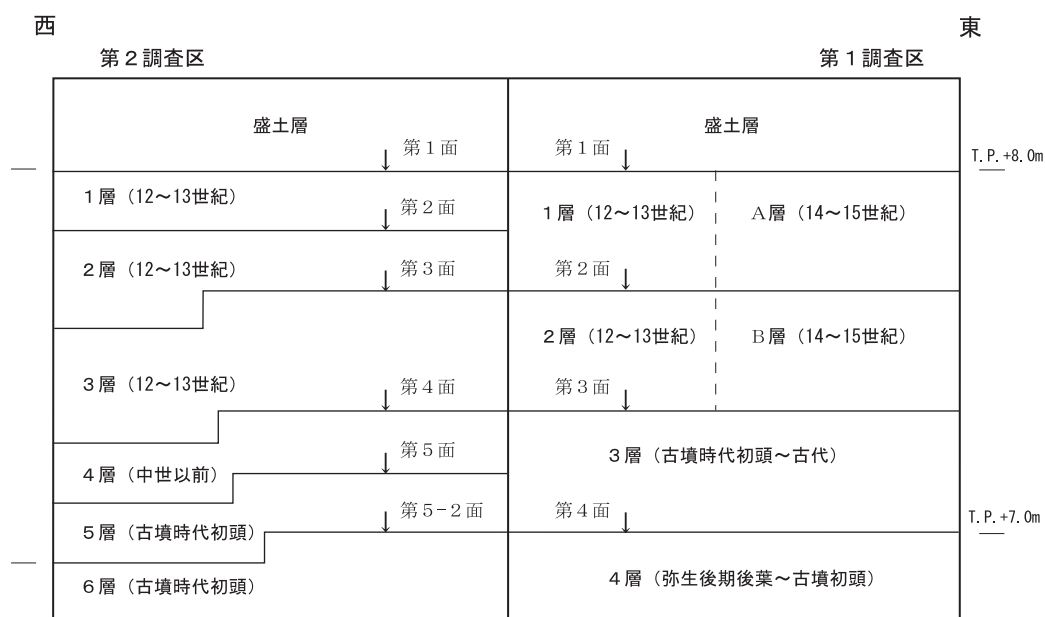 西
東
第2調査区
第1調査区
盛土層
盛土層
第1面
第1面
T.P.+8.0m
1層（12～13世紀）
第2面
1層（12～13世紀）
A層（14～15世紀）
2層（12～13世紀）
第3面
第2面
2層（12～13世紀）
B層（14～15世紀）
3層（12～13世紀）
第4面
第3面
4層（中世以前）
第5面
3層（古墳時代初頭～古代）
第5-2面
第4面
T.P.+7.0m
5層（古墳時代初頭）
6層（古墳時代初頭）
4層（弥生後期後葉～古墳初頭）